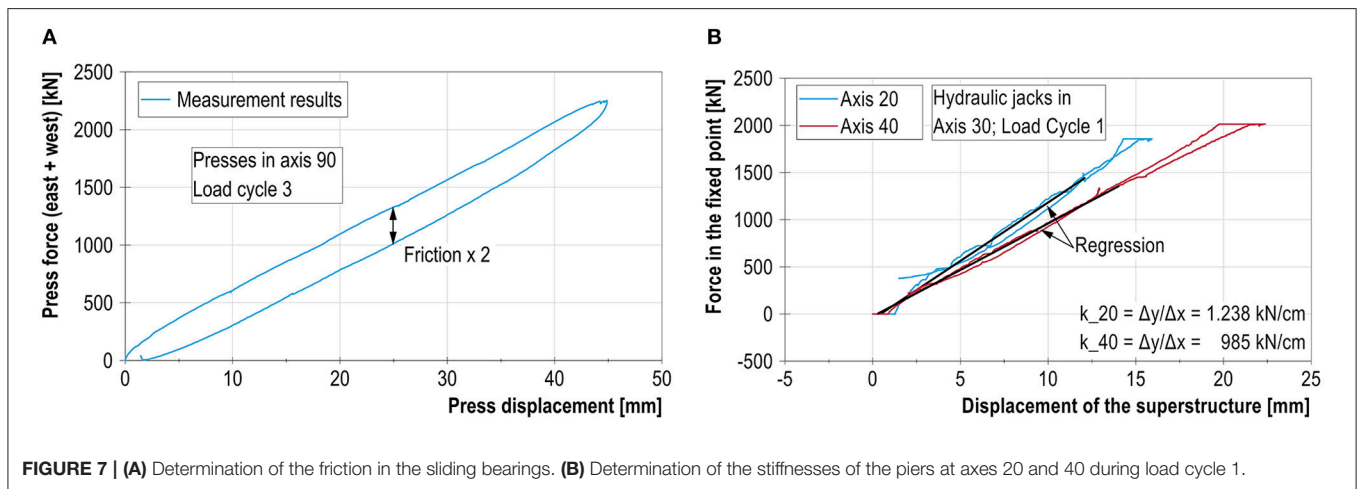 A
2500
2000
1500
1000
500
0
0
10
20
30
40
50
Press force (east + west) [kN]
Press displacement [mm]
Measurement results
Presses in axis 90
Load cycle 3
Friction x 2
B
2500
2000
1500
1000
500
0
-500
-5
0
5
10
15
20
25
Force in the fixed point [kN]
Displacement of the superstructure [mm]
Axis 20
Axis 40
Hydraulic jacks in
Axis 30; Load Cycle 1
Regression
k_20 = Δy/Δx = 1.238 kN/cm
k_40 = Δy/Δx = 985 kN/cm
FIGURE 7 | (A) Determination of the friction in the sliding bearings. (B) Determination of the stiffnesses of the piers at axes 20 and 40 during load cycle 1.